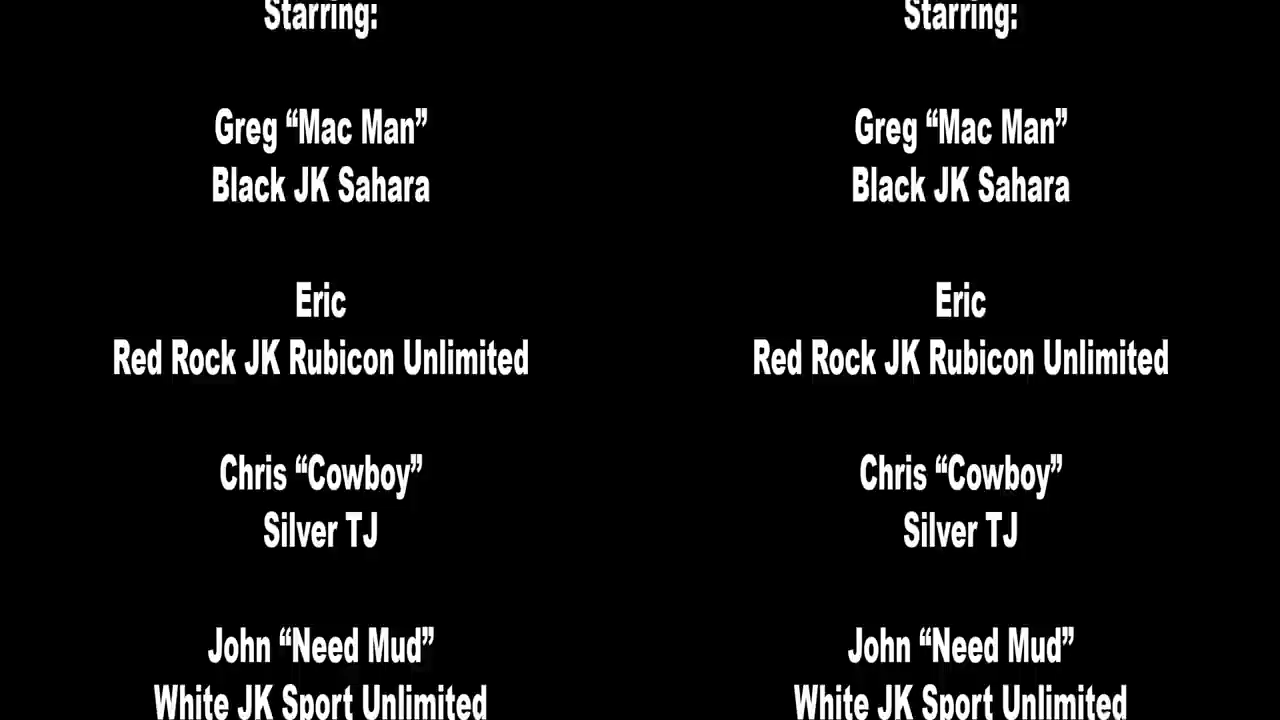 Starring:
Greg “Mac Man”
Black JK Sahara
Eric
Red Rock JK Rubicon Unlimited
Chris “Cowboy”
Silver TJ
John “Need Mud”
White JK Sport Unlimited
Starring:
Greg “Mac Man”
Black JK Sahara
Eric
Red Rock JK Rubicon Unlimited
Chris “Cowboy”
Silver TJ
John “Need Mud”
White JK Sport Unlimited